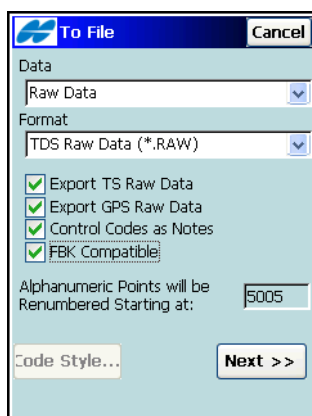 To File
Cancel
Data
Raw Data
Format
TDS Raw Data (*.RAW)
Export TS Raw Data
Export GPS Raw Data
Control Codes as Notes
FBK Compatible
Alphanumeric Points will be
Renumbered Starting at:
5005
Code Style...
Next >>